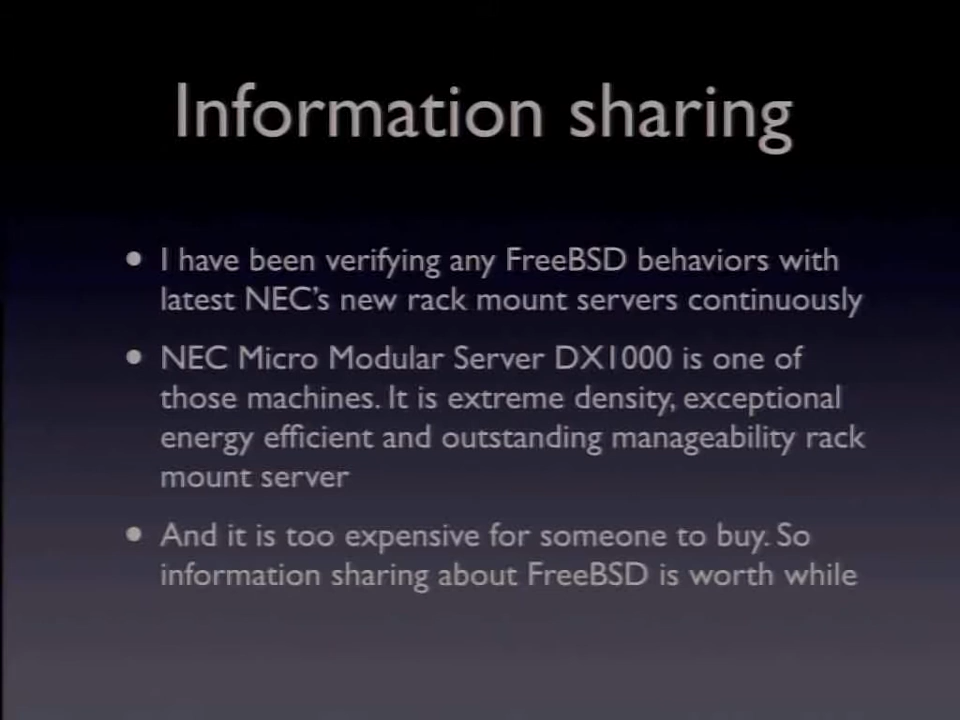 Information sharing
• I have been verifying any FreeBSD behaviors with
latest NEC's new rack mount servers continuously
• NEC Micro Modular Server DX1000 is one of
those machines. It is extreme density, exceptional
energy efficient and outstanding manageability rack
mount server
• And it is too expensive for someone to buy. So
information sharing about FreeBSD is worth while